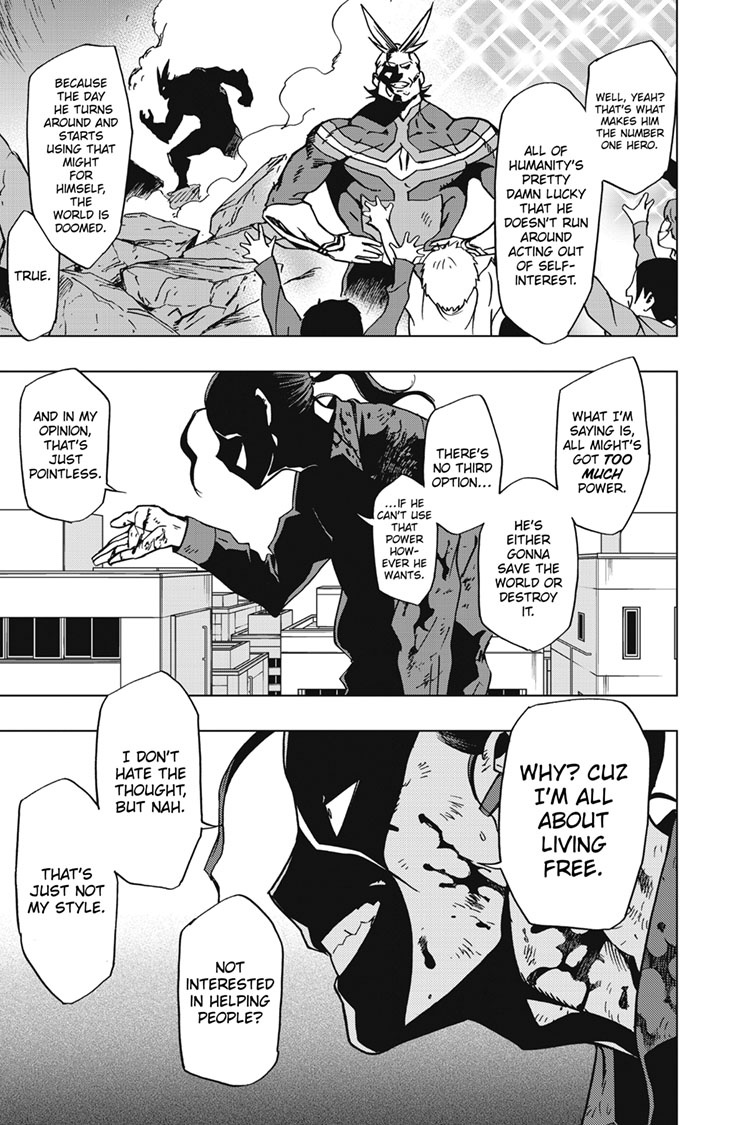 WELL, YEAH?
THAT'S WHAT
MAKES HIM
THE NUMBER
ONE HERO.
ALL OF
HUMANITY'S
PRETTY
DAMN LUCKY
THAT HE
DOESN'T RUN
AROUND
ACTING OUT
OF SELF-
INTEREST.
BECAUSE
THE DAY
HE TURNS
AROUND AND
STARTS
USING THAT
MIGHT
FOR
HIMSELF,
THE WORLD IS
DOOMED.
TRUE.
WHAT I'M
SAYING IS,
ALL MIGHT'S
GOT TOO
MUCH
POWER.
HE'S
EITHER
GONNA
SAVE THE
WORLD OR
DESTROY
IT.
THERE'S
NO THIRD
OPTION...
...IF HE
CAN'T USE
THAT
POWER
HOW-
EVER HE
WANTS.
AND IN MY
OPINION,
THAT'S
JUST
POINTLESS.
WHY? CUZ
I'M ALL
ABOUT
LIVING
FREE.
NOT
INTERESTED
IN HELPING
PEOPLE?
I DON'T
HATE THE
THOUGHT,
BUT NAH.
THAT'S
JUST NOT
MY STYLE.